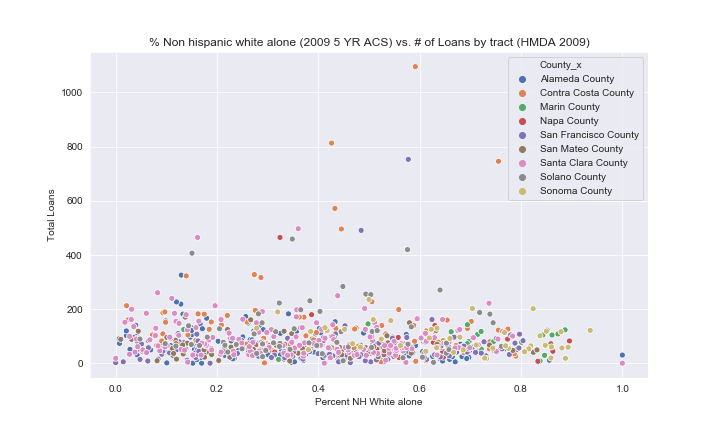 % Non hispanic white alone (2009 5 YR ACS) vs. # of Loans by tract (HMDA 2009)
County_x
Alameda County
Contra Costa County
Marin County
Napa County
San Francisco County
San Mateo County
Santa Clara County
Solano County
Sonoma County
Total Loans
1000
800
600
400
200
0
0.0 0.2 0.4 0.6 0.8 1.0
Percent NH White alone